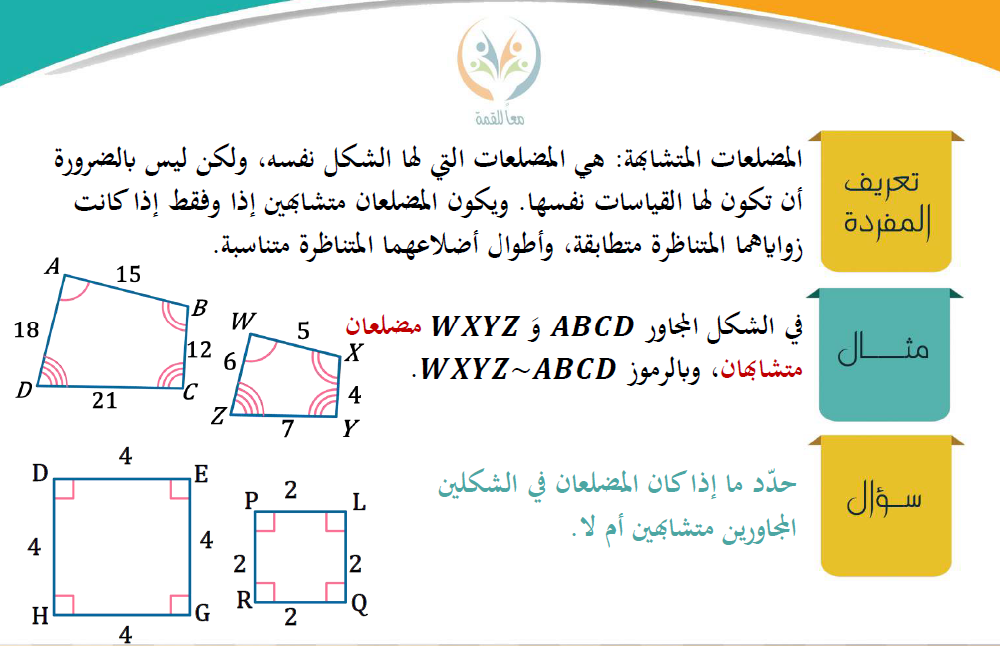 معاً للقمة
تعريف
المفردة
المضلعات المتشابهة: هي المضلعات التي لها الشكل نفسه، ولكن ليس بالضرورة
أن تكون لها القياسات نفسها. ويكون المضلعان متشابهين إذا وفقط إذا كانت
زواياهما المتناظرة متطابقة، وأطوال أضلاعهما المتناظرة متناسبة.
مثــــال
في الشكل المجاور ABCD وَ WXYZ مضلعان
متشابهان، وبالرموز WXYZ~ABCD.
A
15
B
18
12
D
21
C
W
5
X
6
4
Z
7
Y
ســؤال
حدّد ما إذا كان المضلعان في الشكلين
المجاورين متشابهين أم لا.
D
4
E
4
4
H
4
G
P
2
L
2
2
R
2
Q